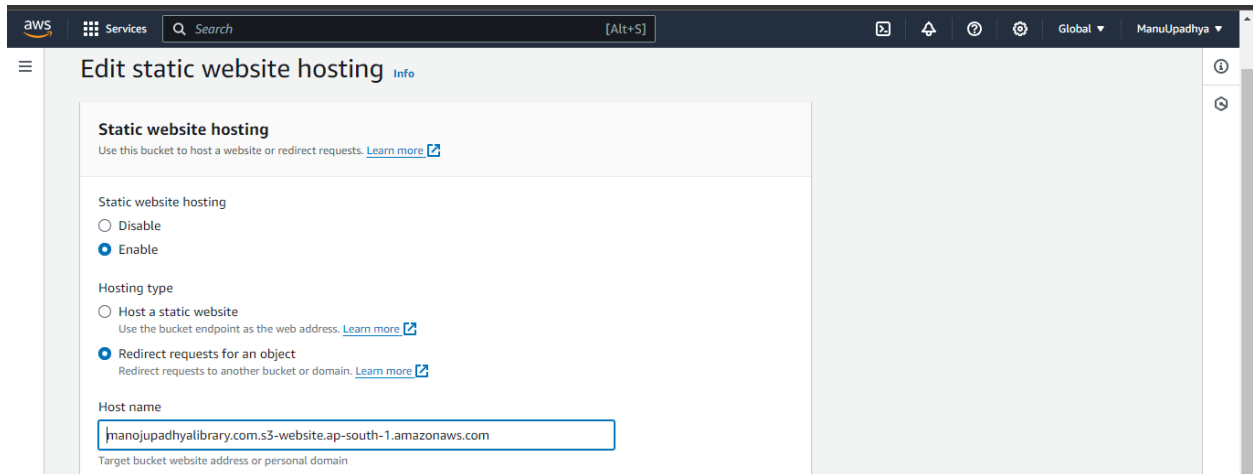 aws Services Search [Alt+S] Global ManuUpadhya
Edit static website hosting Info
Static website hosting
Use this bucket to host a website or redirect requests. Learn more
Static website hosting
Disable
Enable
Hosting type
Host a static website
Use the bucket endpoint as the web address. Learn more
Redirect requests for an object
Redirect requests to another bucket or domain. Learn more
Host name
manojupadhyalibrary.com.s3-website.ap-south-1.amazonaws.com
Target bucket website address or personal domain